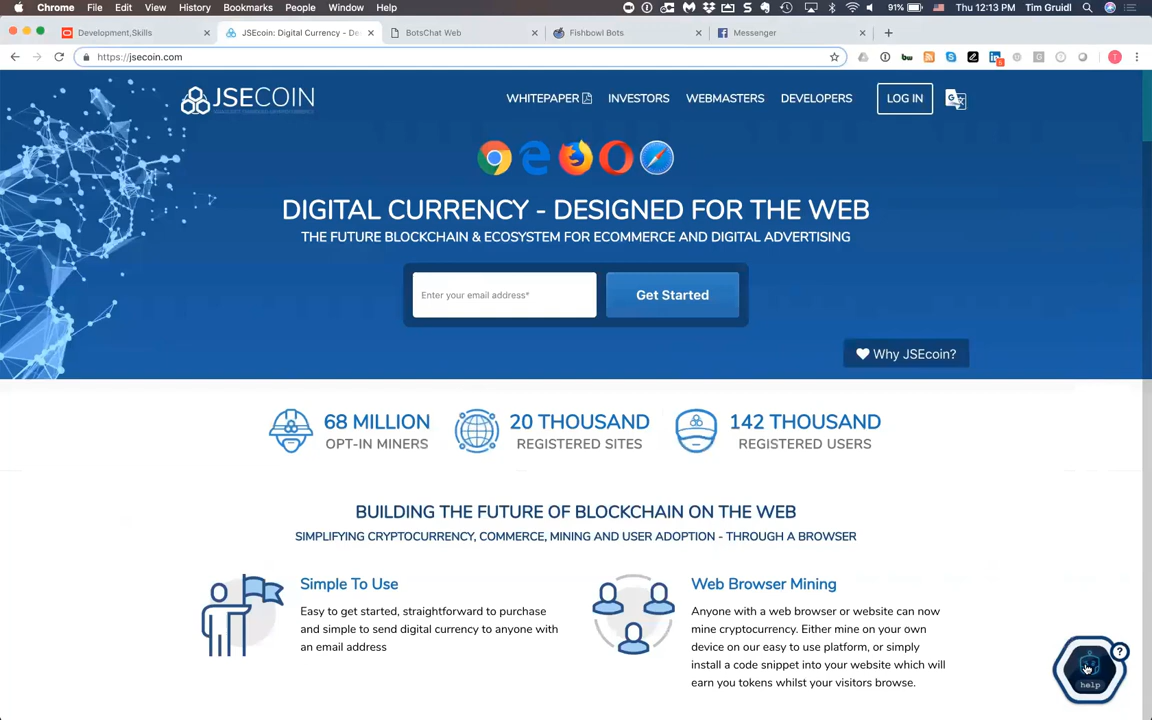 Chrome File Edit View History Bookmarks People Window Help 91% Thu 12:13 PM Tim Gruidl
Development,Skills JSEcoin: Digital Currency - De BotsChat Web Fishbowl Bots Messenger
https://jsecoin.com
JSECOIN WHITEPAPER INVESTORS WEBMASTERS DEVELOPERS LOG IN
DIGITAL CURRENCY - DESIGNED FOR THE WEB
THE FUTURE BLOCKCHAIN & ECOSYSTEM FOR ECOMMERCE AND DIGITAL ADVERTISING
Enter your email address* Get Started
Why JSEcoin?
68 MILLION 20 THOUSAND 142 THOUSAND
OPT-IN MINERS REGISTERED SITES REGISTERED USERS
BUILDING THE FUTURE OF BLOCKCHAIN ON THE WEB
SIMPLIFYING CRYPTOCURRENCY, COMMERCE, MINING AND USER ADOPTION - THROUGH A BROWSER
Simple To Use
Easy to get started, straightforward to purchase
and simple to send digital currency to anyone with
an email address
Web Browser Mining
Anyone with a web browser or website can now
mine cryptocurrency. Either mine on your own
device on our easy to use platform, or simply
install a code snippet into your website which will
earn you tokens whilst your visitors browse.
?
help